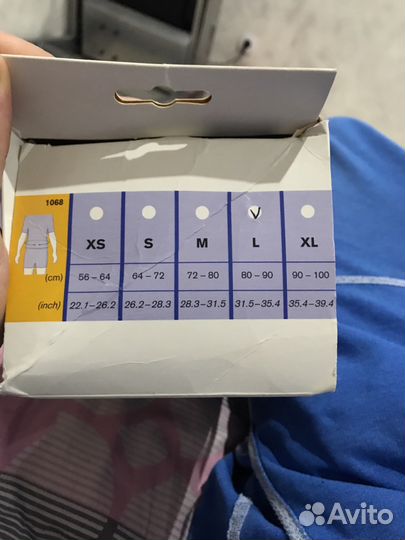 1068
XS S M L XL
(cm) 56 – 64 64 – 72 72 – 80 80 – 90 90 – 100
(inch) 22.1 – 26.2 26.2 – 28.3 28.3 – 31.5 31.5 – 35.4 35.4 – 39.4
Avito